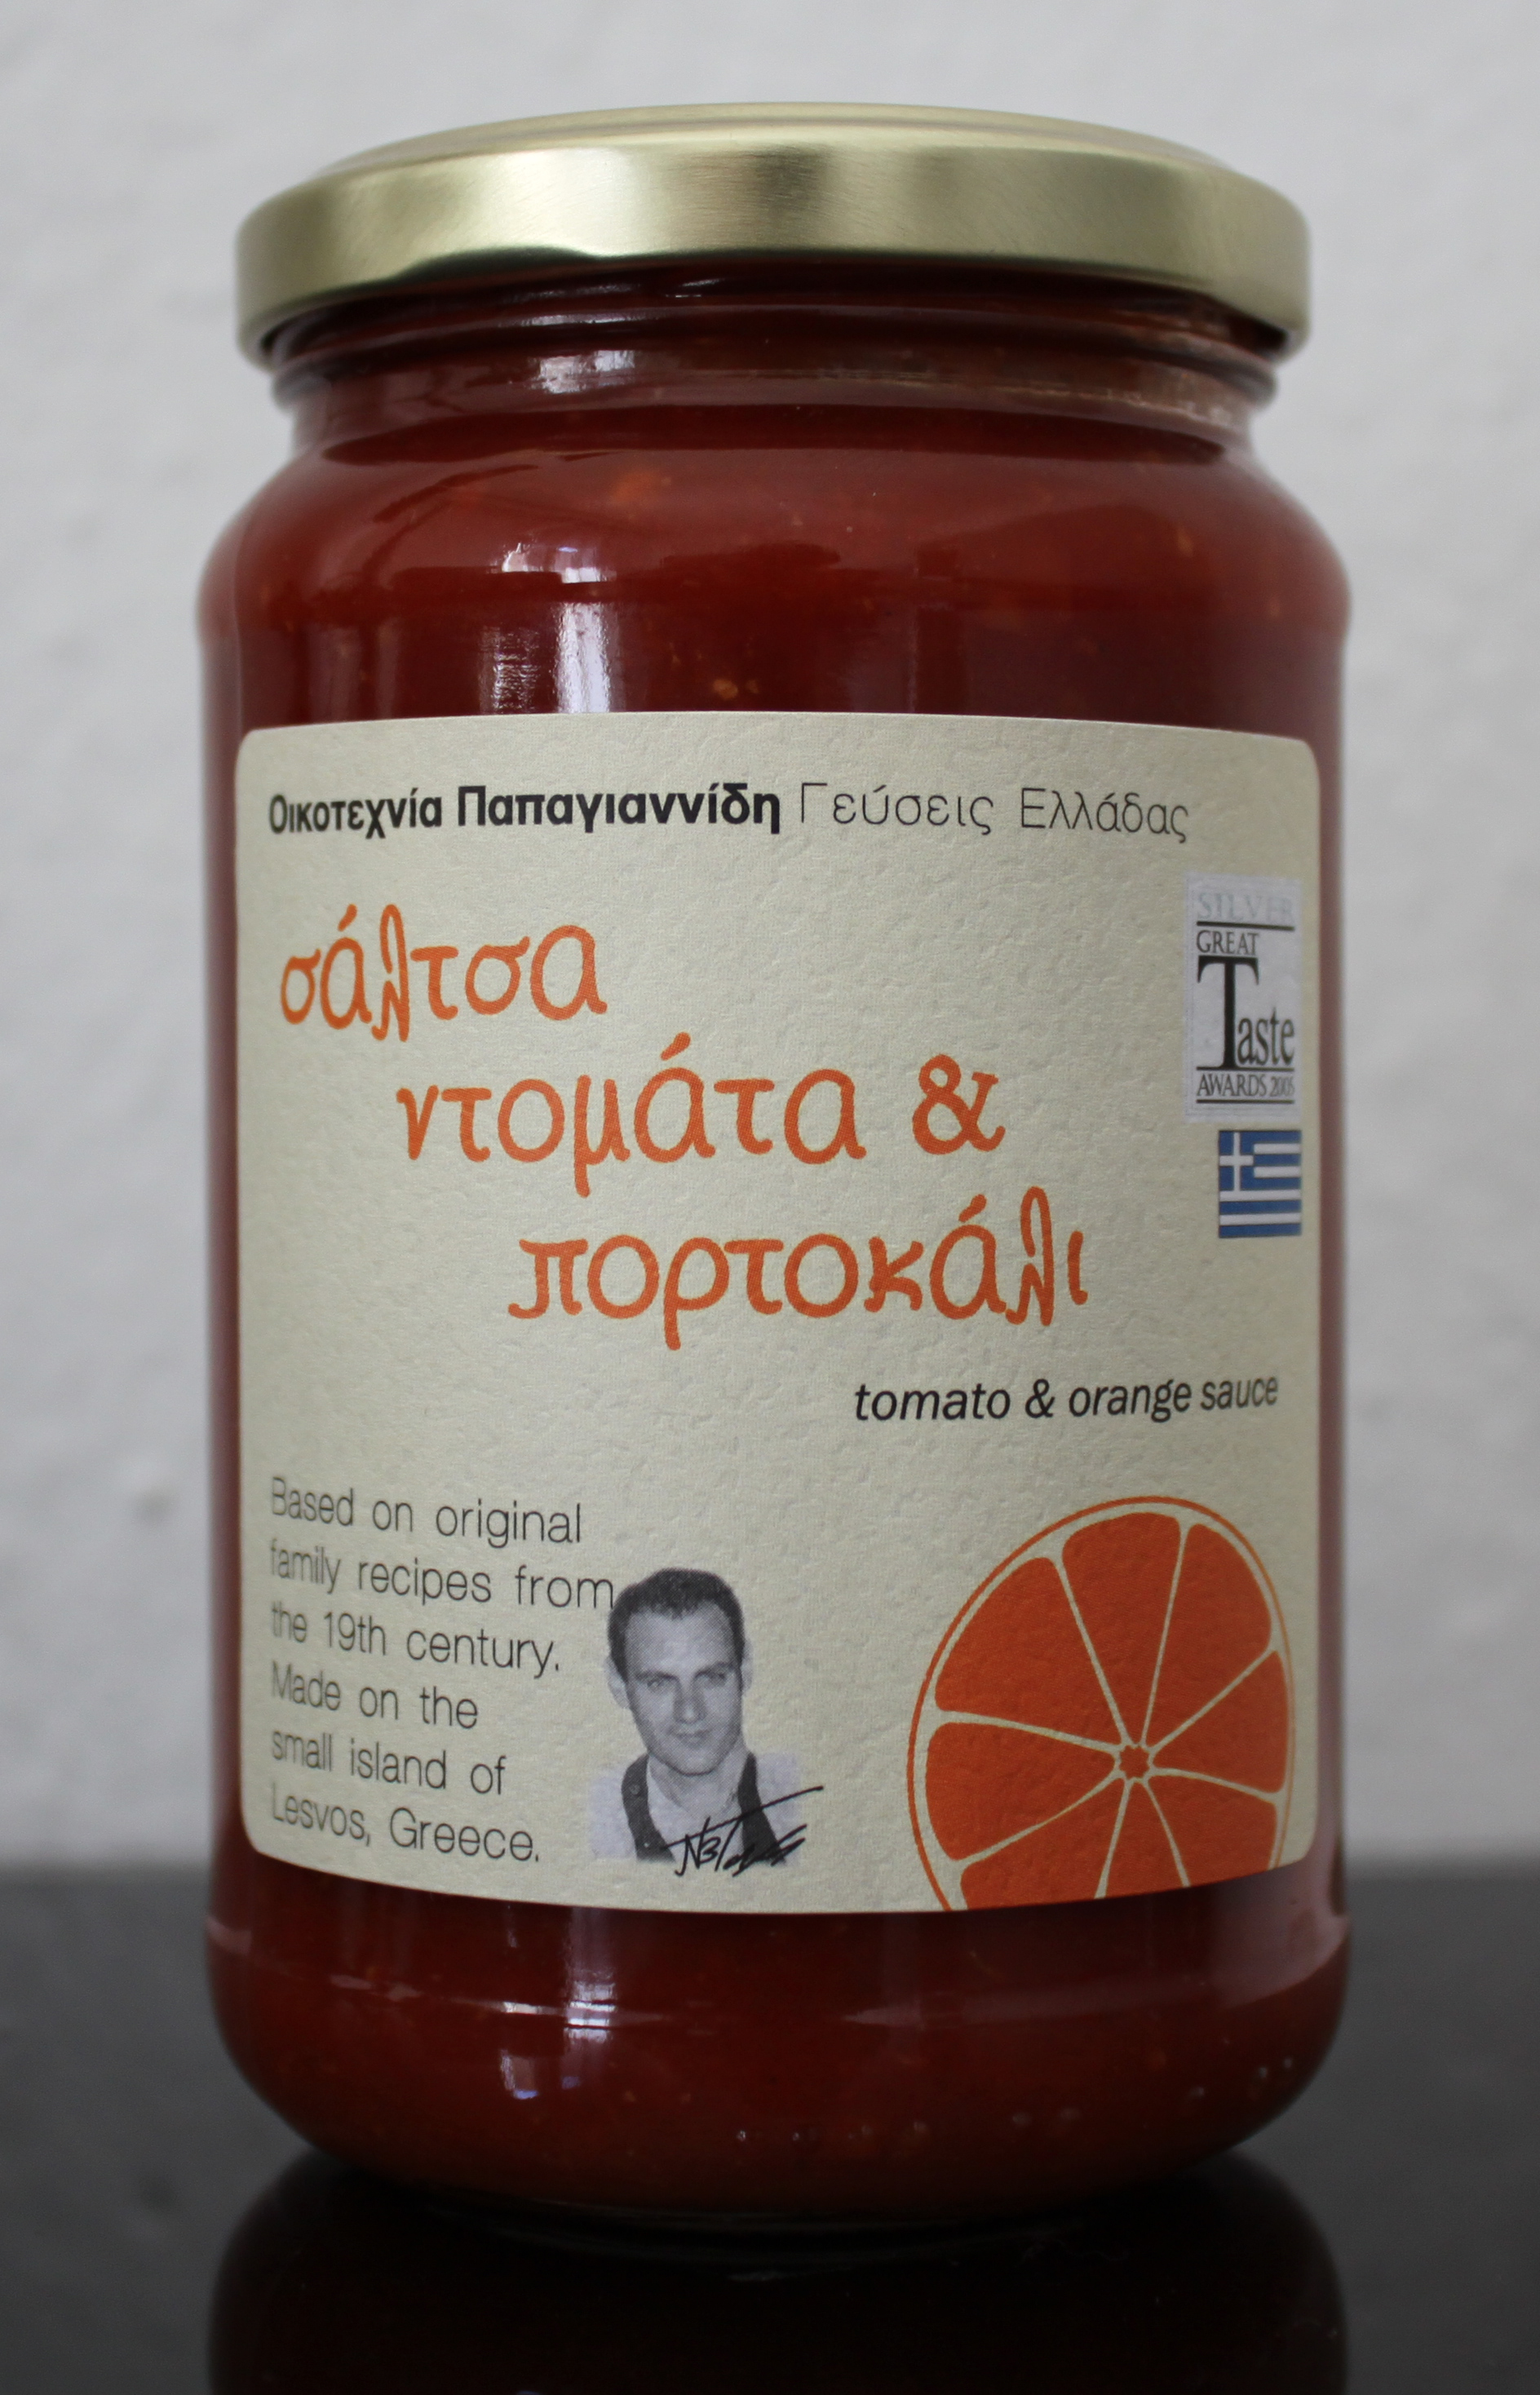 Οικοτεχνία Παπαγιαννίδη Γεύσεις Ελλάδας
σάλτσα
ντομάτα &
πορτοκάλι
tomato & orange sauce
SILVER
GREAT
Taste
AWARDS 2005
Based on original
family recipes from
the 19th century.
Made on the
small island of
Lesvos, Greece.